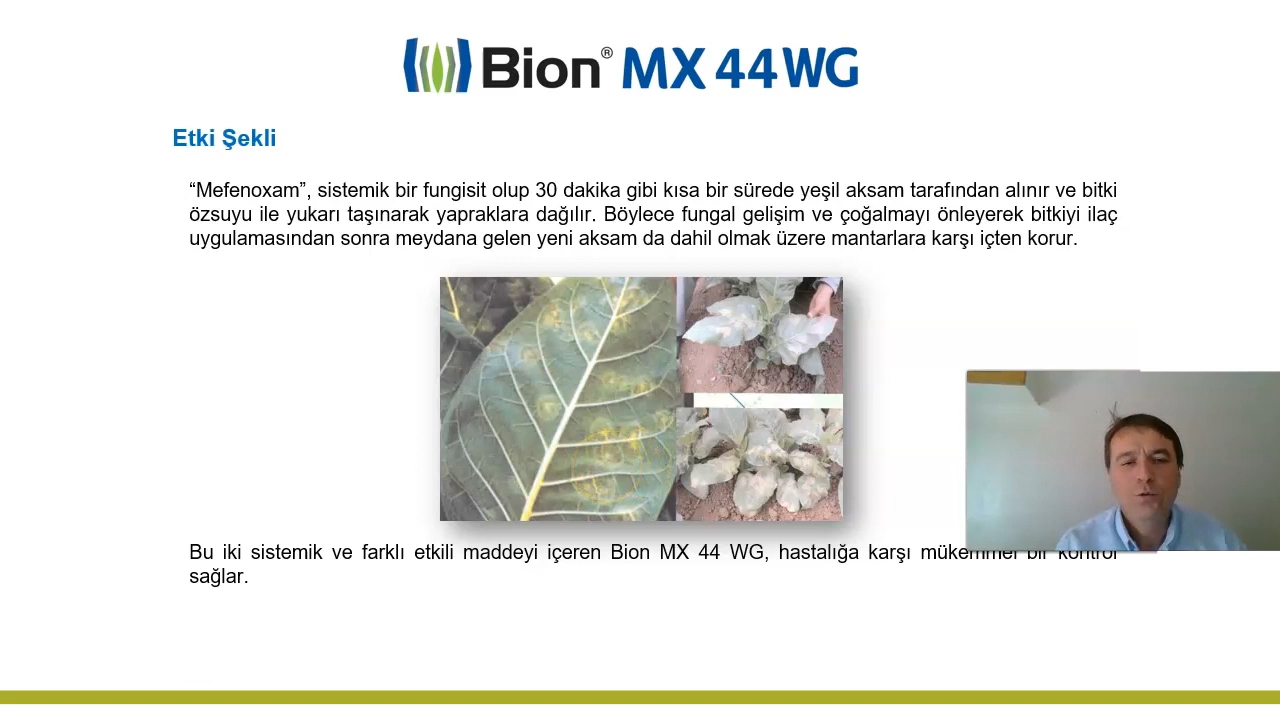 Bion® MX 44 WG
Etki Şekli
“Mefenoxam”, sistemik bir fungisit olup 30 dakika gibi kısa bir sürede yeşil aksam tarafından alınır ve bitki
özsuyu ile yukarı taşınarak yapraklara dağılır. Böylece fungal gelişim ve çoğalmayı önleyerek bitkiyi ilaç
uygulamasından sonra meydana gelen yeni aksam da dahil olmak üzere mantarlara karşı içten korur.
Bu iki sistemik ve farklı etkili maddeyi içeren Bion MX 44 WG, hastalığa karşı mükemmel bir kontrol
sağlar.